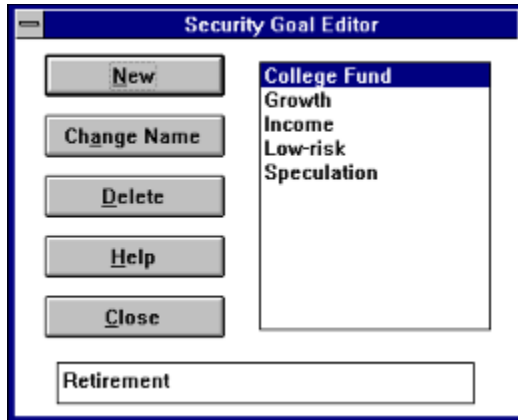 Security Goal Editor
New
Change Name
Delete
Help
Close
College Fund
Growth
Income
Low-risk
Speculation
Retirement